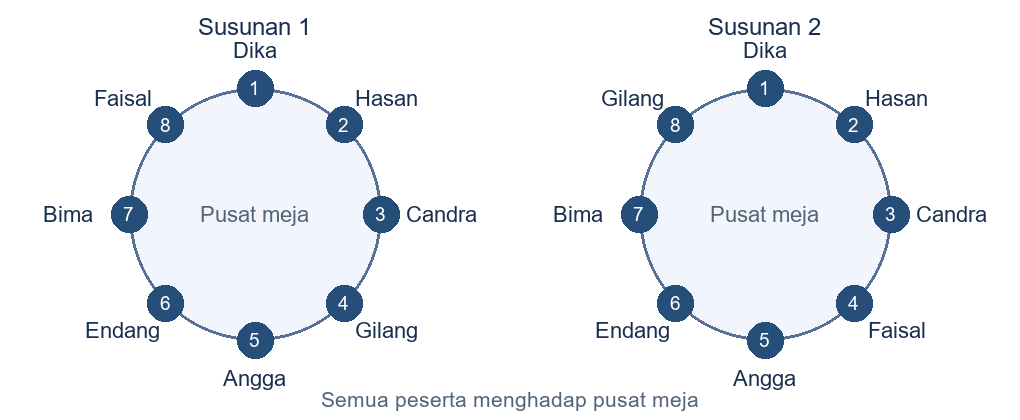 Susunan 1
Dika
1
Faisal
8
Hasan
2
Bima
7
Pusat meja
3
Candra
6
Endang
4
Gilang
5
Angga
Susunan 2
Dika
1
Gilang
8
Hasan
2
Bima
7
Pusat meja
3
Candra
6
Endang
4
Faisal
5
Angga
Semua peserta menghadap pusat meja